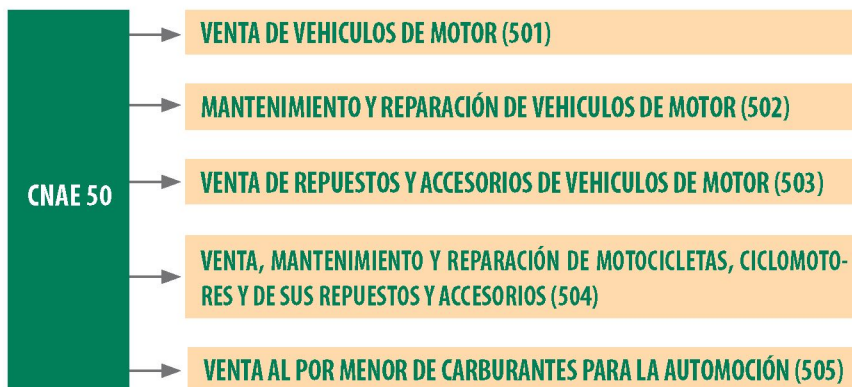 VENTA DE VEHICULOS DE MOTOR (501)
MANTENIMIENTO Y REPARACIÓN DE VEHICULOS DE MOTOR (502)
CNAE 50
VENTA DE REPUESTOS Y ACCESORIOS DE VEHICULOS DE MOTOR (503)
VENTA, MANTENIMIENTO Y REPARACIÓN DE MOTOCICLETAS, CICLOMOTO-
RES Y DE SUS REPUESTOS Y ACCESORIOS (504)
VENTA AL POR MENOR DE CARBURANTES PARA LA AUTOMOCIÓN (505)